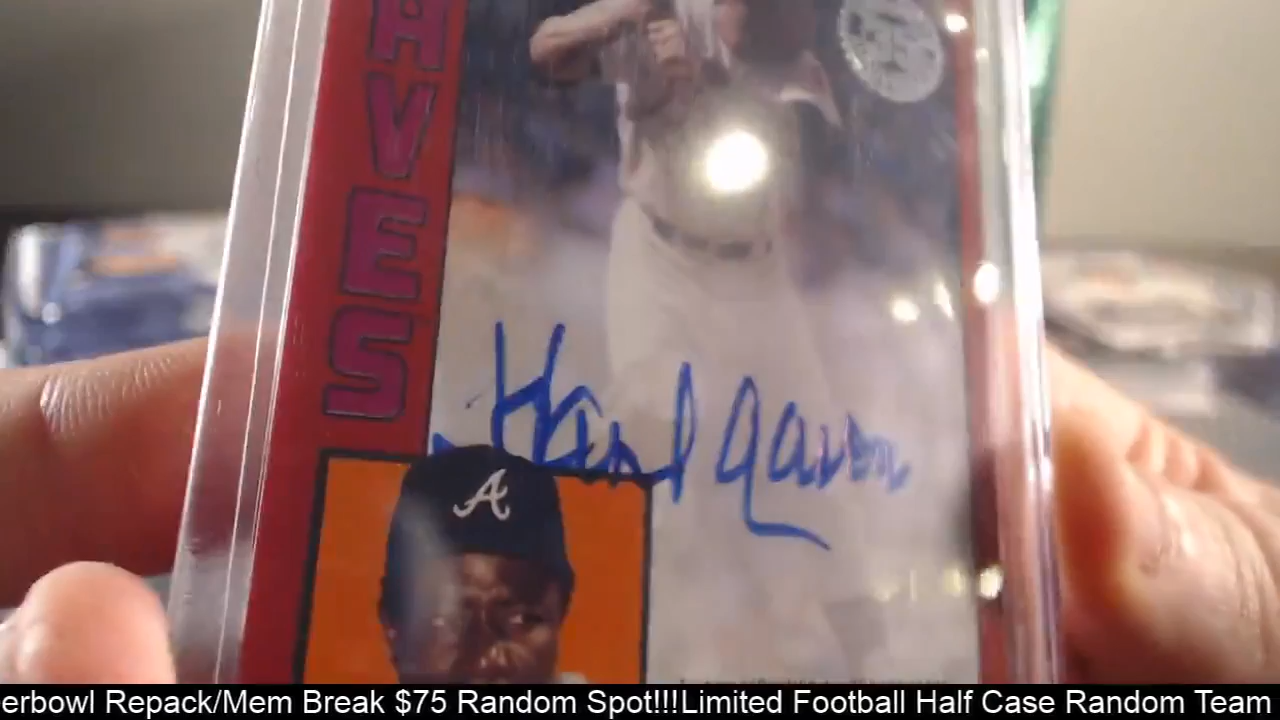 AVES
Hank Aaron
A
erbowl Repack/Mem Break $75 Random Spot!!!Limited Football Half Case Random Team